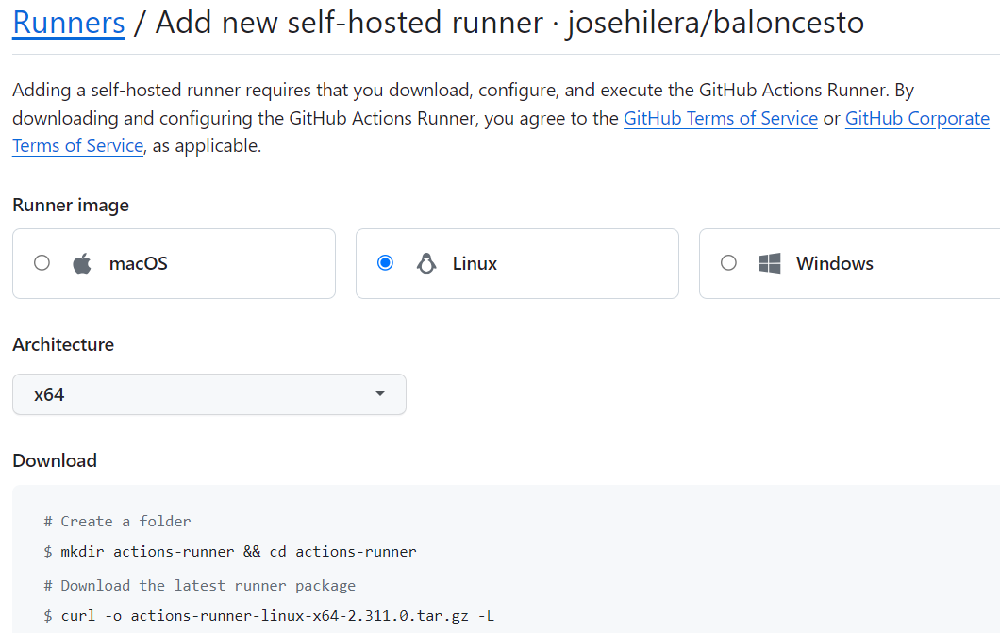 Runners / Add new self-hosted runner · josehilera/baloncesto
Adding a self-hosted runner requires that you download, configure, and execute the GitHub Actions Runner. By
downloading and configuring the GitHub Actions Runner, you agree to the GitHub Terms of Service or GitHub Corporate
Terms of Service, as applicable.
Runner image
macOS
Linux
Windows
Architecture
x64
Download
# Create a folder
$ mkdir actions-runner && cd actions-runner
# Download the latest runner package
$ curl -o actions-runner-linux-x64-2.311.0.tar.gz -L